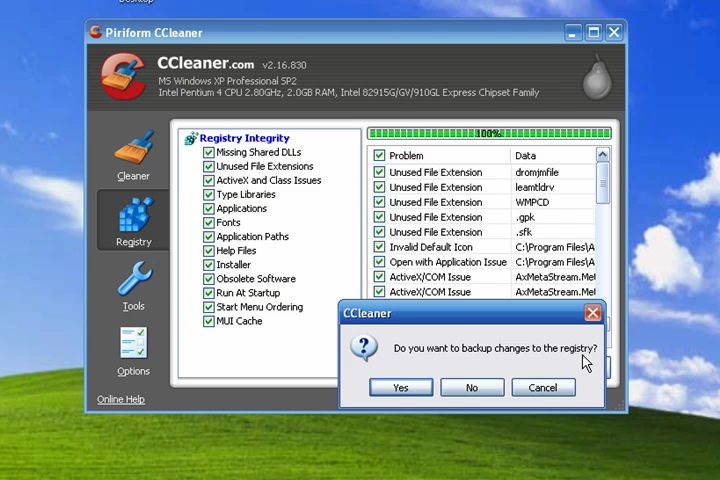 Desktop
Piriform CCleaner
CCleaner.com v2.16.830
MS Windows XP Professional SP2
Intel Pentium 4 CPU 2.80GHz, 2.0GB RAM, Intel 82915G/GV/910GL Express Chipset Family
Cleaner
Registry
Tools
Options
Online Help
Registry Integrity
Missing Shared DLLs
Unused File Extensions
ActiveX and Class Issues
Type Libraries
Applications
Fonts
Application Paths
Help Files
Installer
Obsolete Software
Run At Startup
Start Menu Ordering
MUI Cache
100%
Problem Data
Unused File Extension dromjmfile
Unused File Extension leamtldrv
Unused File Extension WMPCD
Unused File Extension .gpk
Unused File Extension .sfk
Invalid Default Icon C:\Program Files\A
Open with Application Issue C:\Program Files\A
ActiveX/COM Issue AxMetaStream.Me
ActiveX/COM Issue AxMetaStream.Me
CCleaner
Do you want to backup changes to the registry?
Yes No Cancel